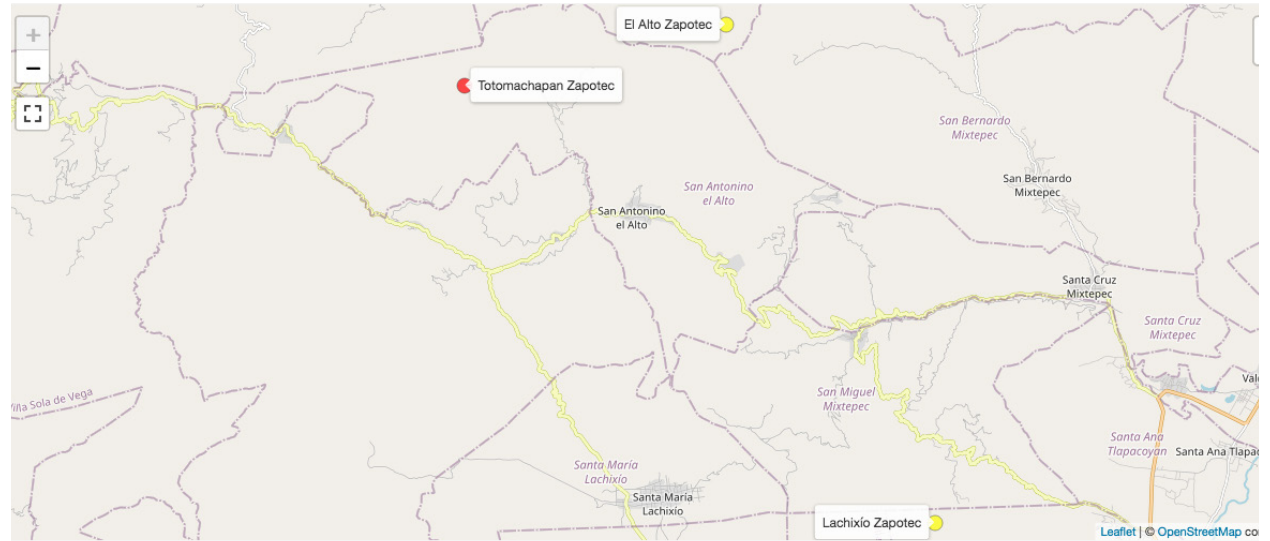 El Alto Zapotec
+
−
Totomachapan Zapotec
San Bernardo
Mixtepec
San Bernardo
Mixtepec
San Antonino
el Alto
San Antonino
el Alto
Santa Cruz
Mixtepec
Santa Cruz
Mixtepec
Villa Sola de Vega
San Miguel
Mixtepec
Santa Ana
Tlapacoyan
Santa María
Lachixío
Santa María
Lachixío
Lachixío Zapotec
Santa Ana Tlapac
Leaflet | © OpenStreetMap co